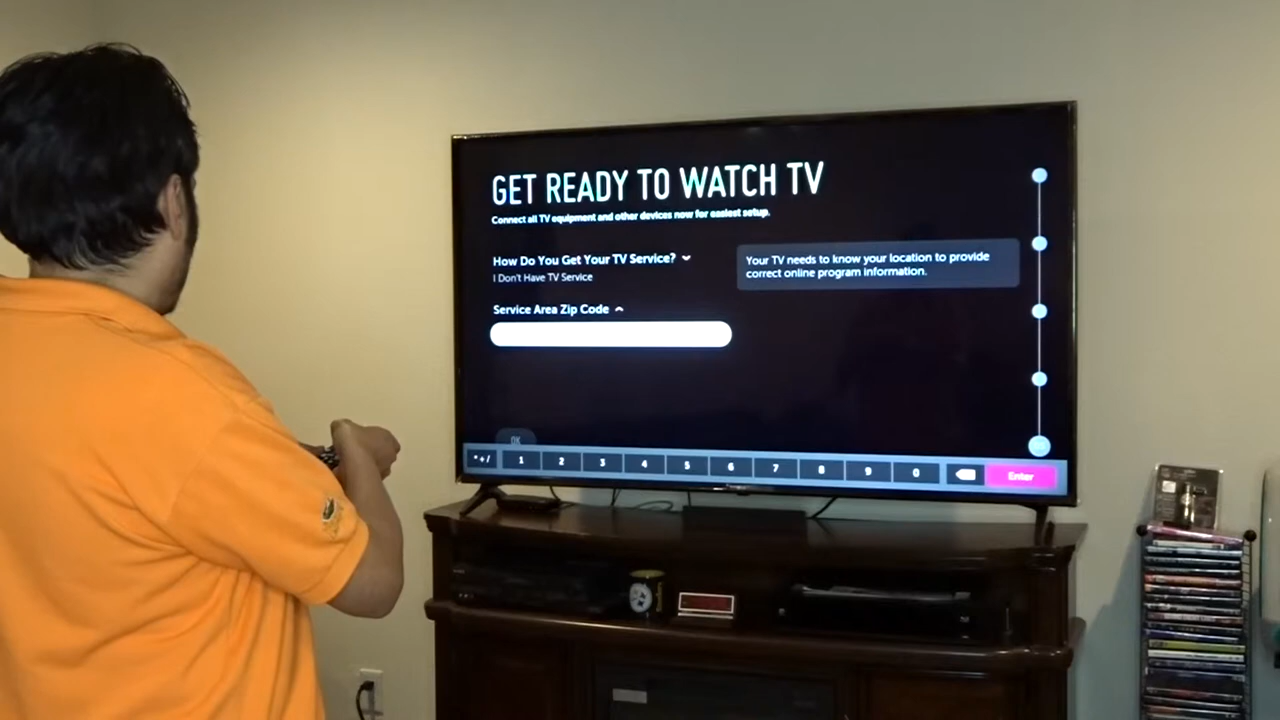 GET READY TO WATCH TV
Connect all TV equipment and other devices now for easiest setup.
How Do You Get Your TV Service?
I Don't Have TV Service
Your TV needs to know your location to provide
correct online program information.
Service Area Zip Code
OK
*+/ 1 2 3 4 5 6 7 8 9 0 Enter